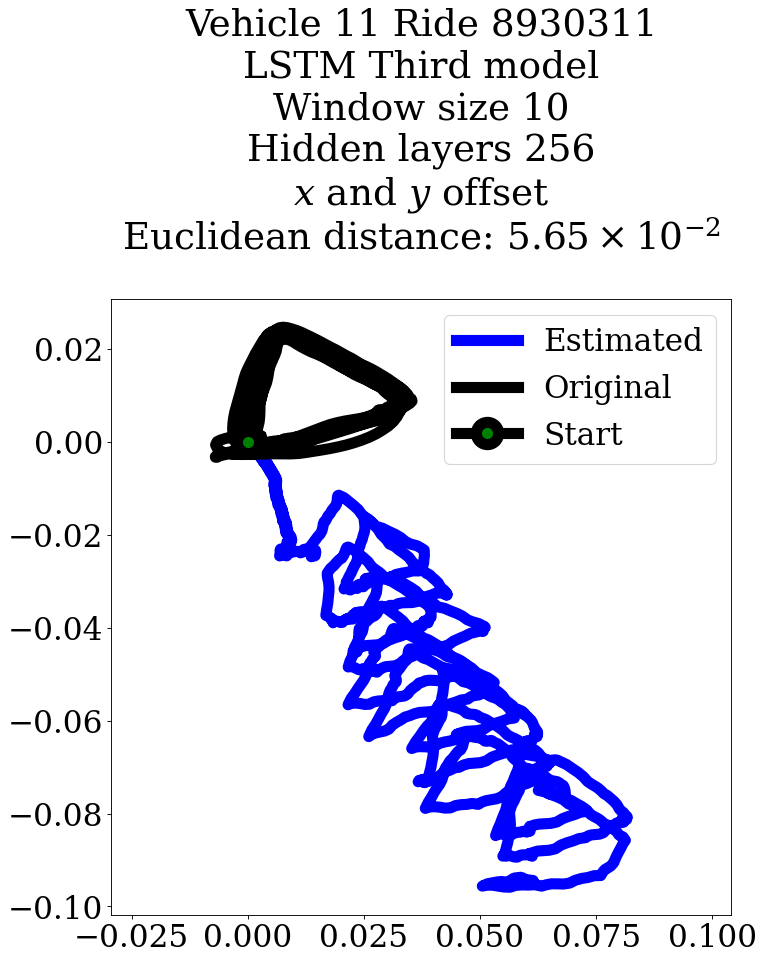 Vehicle 11 Ride 8930311
LSTM Third model
Window size 10
Hidden layers 256
x and y offset
Euclidean distance: 5.65 × 10⁻²
Estimated
Original
Start
0.02
0.00
−0.02
−0.04
−0.06
−0.08
−0.10
−0.025 0.000 0.025 0.050 0.075 0.100